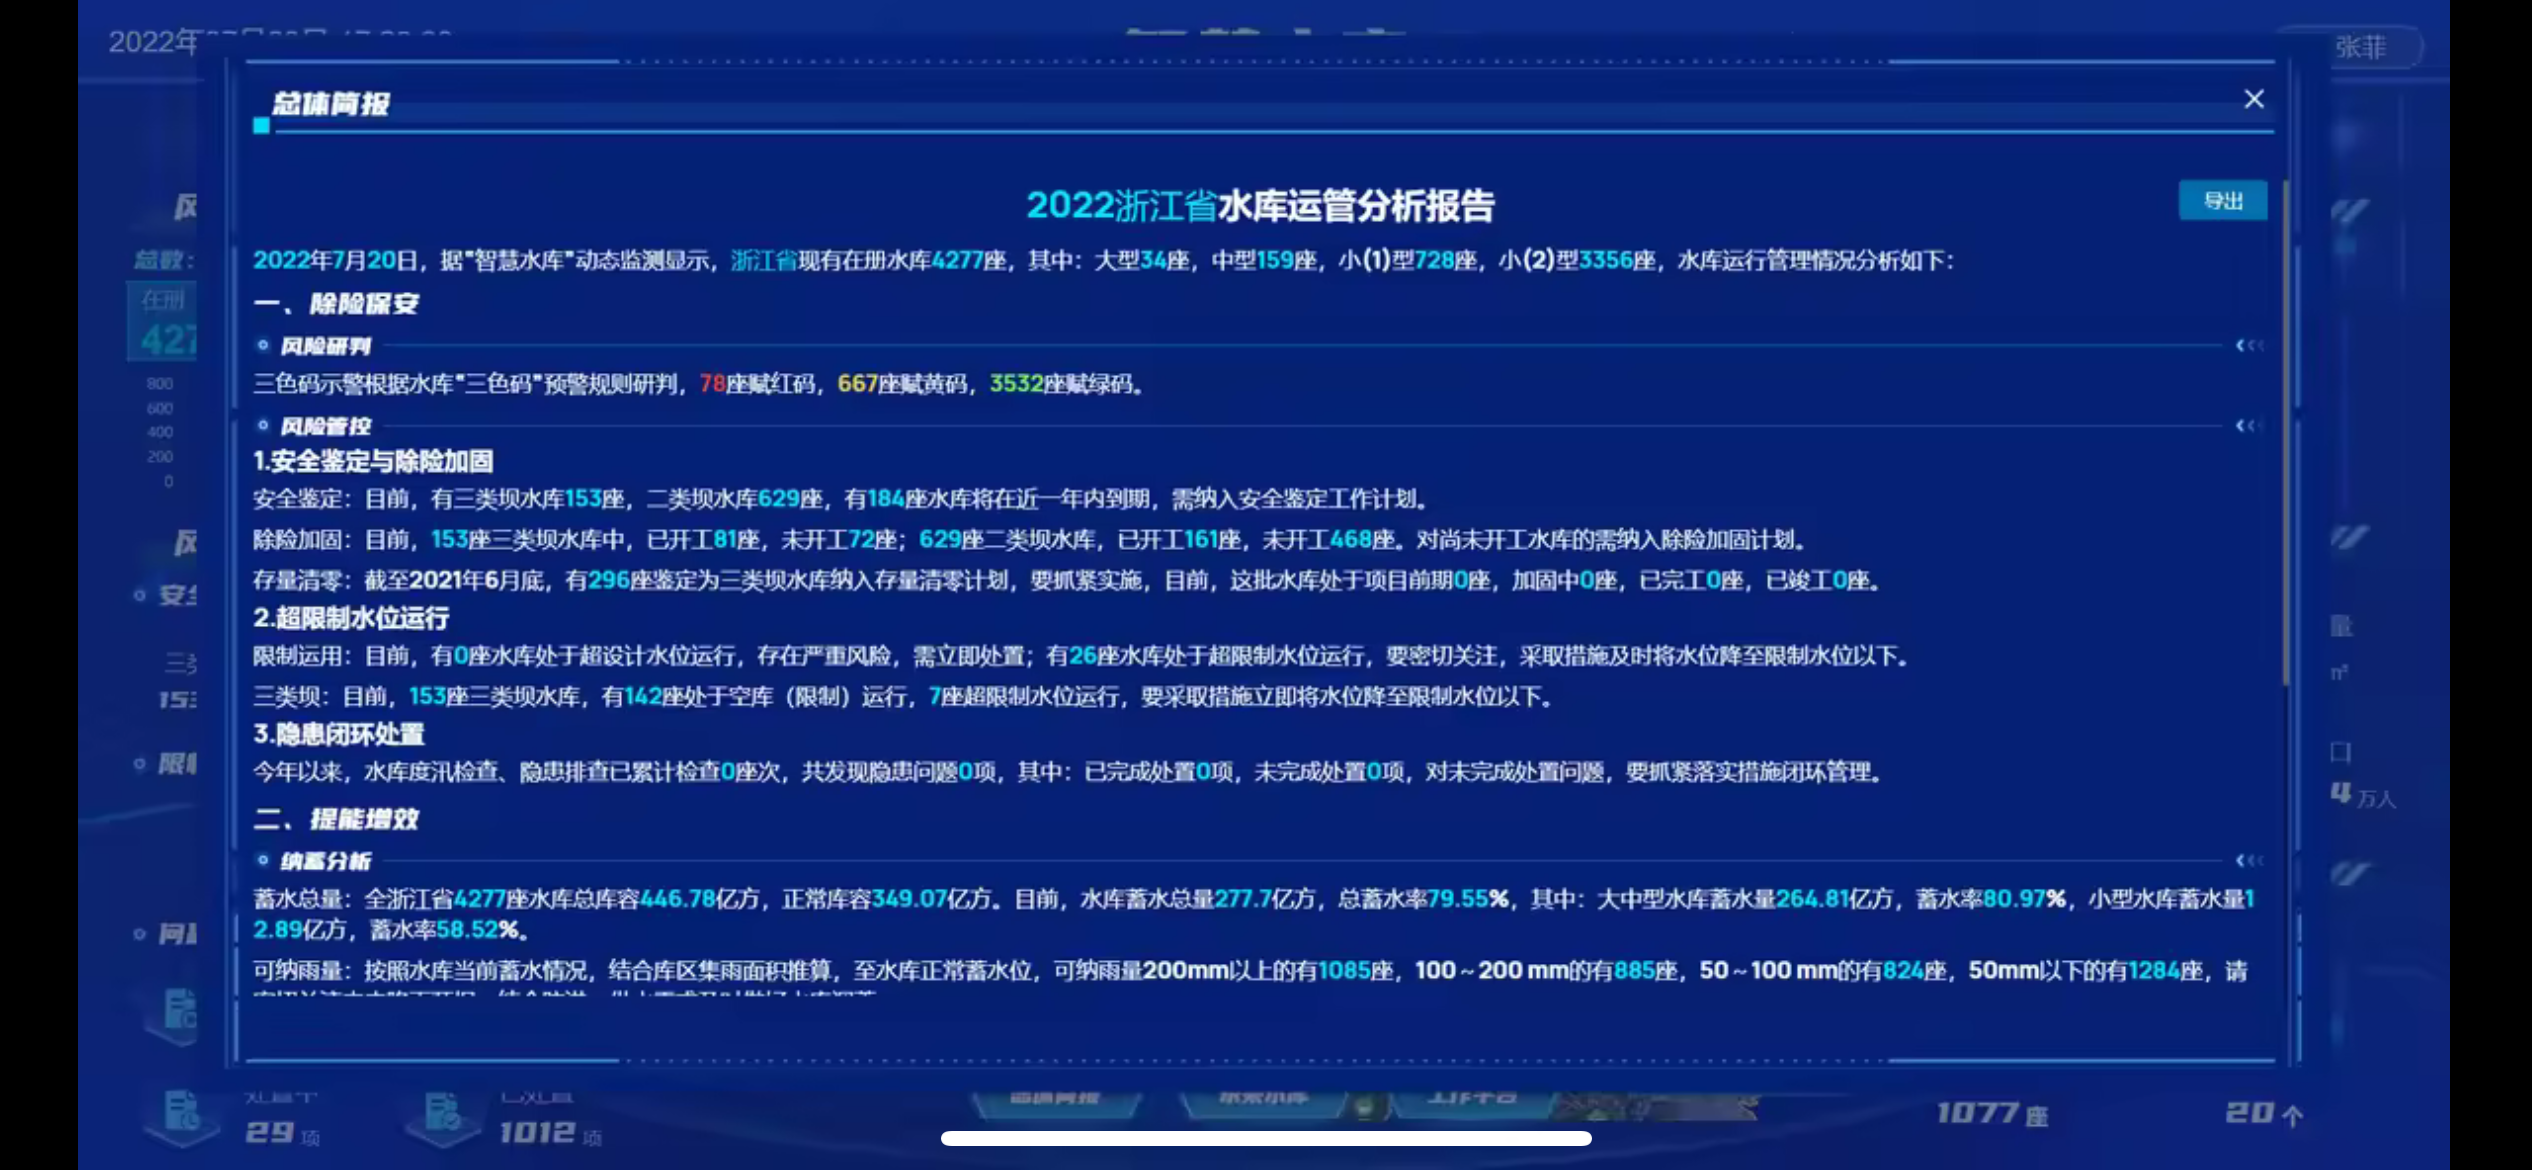 2022年
张菲
总体简报
2022浙江省水库运管分析报告
导出
2022年7月20日，据"智慧水库"动态监测显示，浙江省现有在册水库4277座，其中：大型34座，中型159座，小(1)型728座，小(2)型3356座，水库运行管理情况分析如下：
一、除险保安
风险研判
三色码示警根据水库"三色码"预警规则研判，78座赋红码，667座赋黄码，3532座赋绿码。
风险管控
1.安全鉴定与除险加固
安全鉴定：目前，有三类坝水库153座，二类坝水库629座，有184座水库将在近一年内到期，需纳入安全鉴定工作计划。
除险加固：目前，153座三类坝水库中，已开工81座，未开工72座；629座二类坝水库，已开工161座，未开工468座。对尚未开工水库的需纳入除险加固计划。
存量清零：截至2021年6月底，有296座鉴定为三类坝水库纳入存量清零计划，要抓紧实施，目前，这批水库处于项目前期0座，加固中0座，已完工0座，已竣工0座。
2.超限制水位运行
限制运用：目前，有0座水库处于超设计水位运行，存在严重风险，需立即处置；有26座水库处于超限制水位运行，要密切关注，采取措施及时将水位降至限制水位以下。
三类坝：目前，153座三类坝水库，有142座处于空库（限制）运行，7座超限制水位运行，要采取措施立即将水位降至限制水位以下。
3.隐患闭环处置
今年以来，水库度汛检查、隐患排查已累计检查0座次，共发现隐患问题0项，其中：已完成处置0项，未完成处置0项，对未完成处置问题，要抓紧落实措施闭环管理。
二、提能增效
纳蓄分析
蓄水总量：全浙江省4277座水库总库容446.78亿方，正常库容349.07亿方。目前，水库蓄水总量277.7亿方，总蓄水率79.55%，其中：大中型水库蓄水量264.81亿方，蓄水率80.97%，小型水库蓄水量1
2.89亿方，蓄水率58.52%。
可纳雨量：按照水库当前蓄水情况，结合库区集雨面积推算，至水库正常蓄水位，可纳雨量200mm以上的有1085座，100～200 mm的有885座，50～100 mm的有824座，50mm以下的有1284座，请
总数：
在册
427
800
600
400
200
0
量
口
4 万人
29 项
1012 项
1077 座
20 个